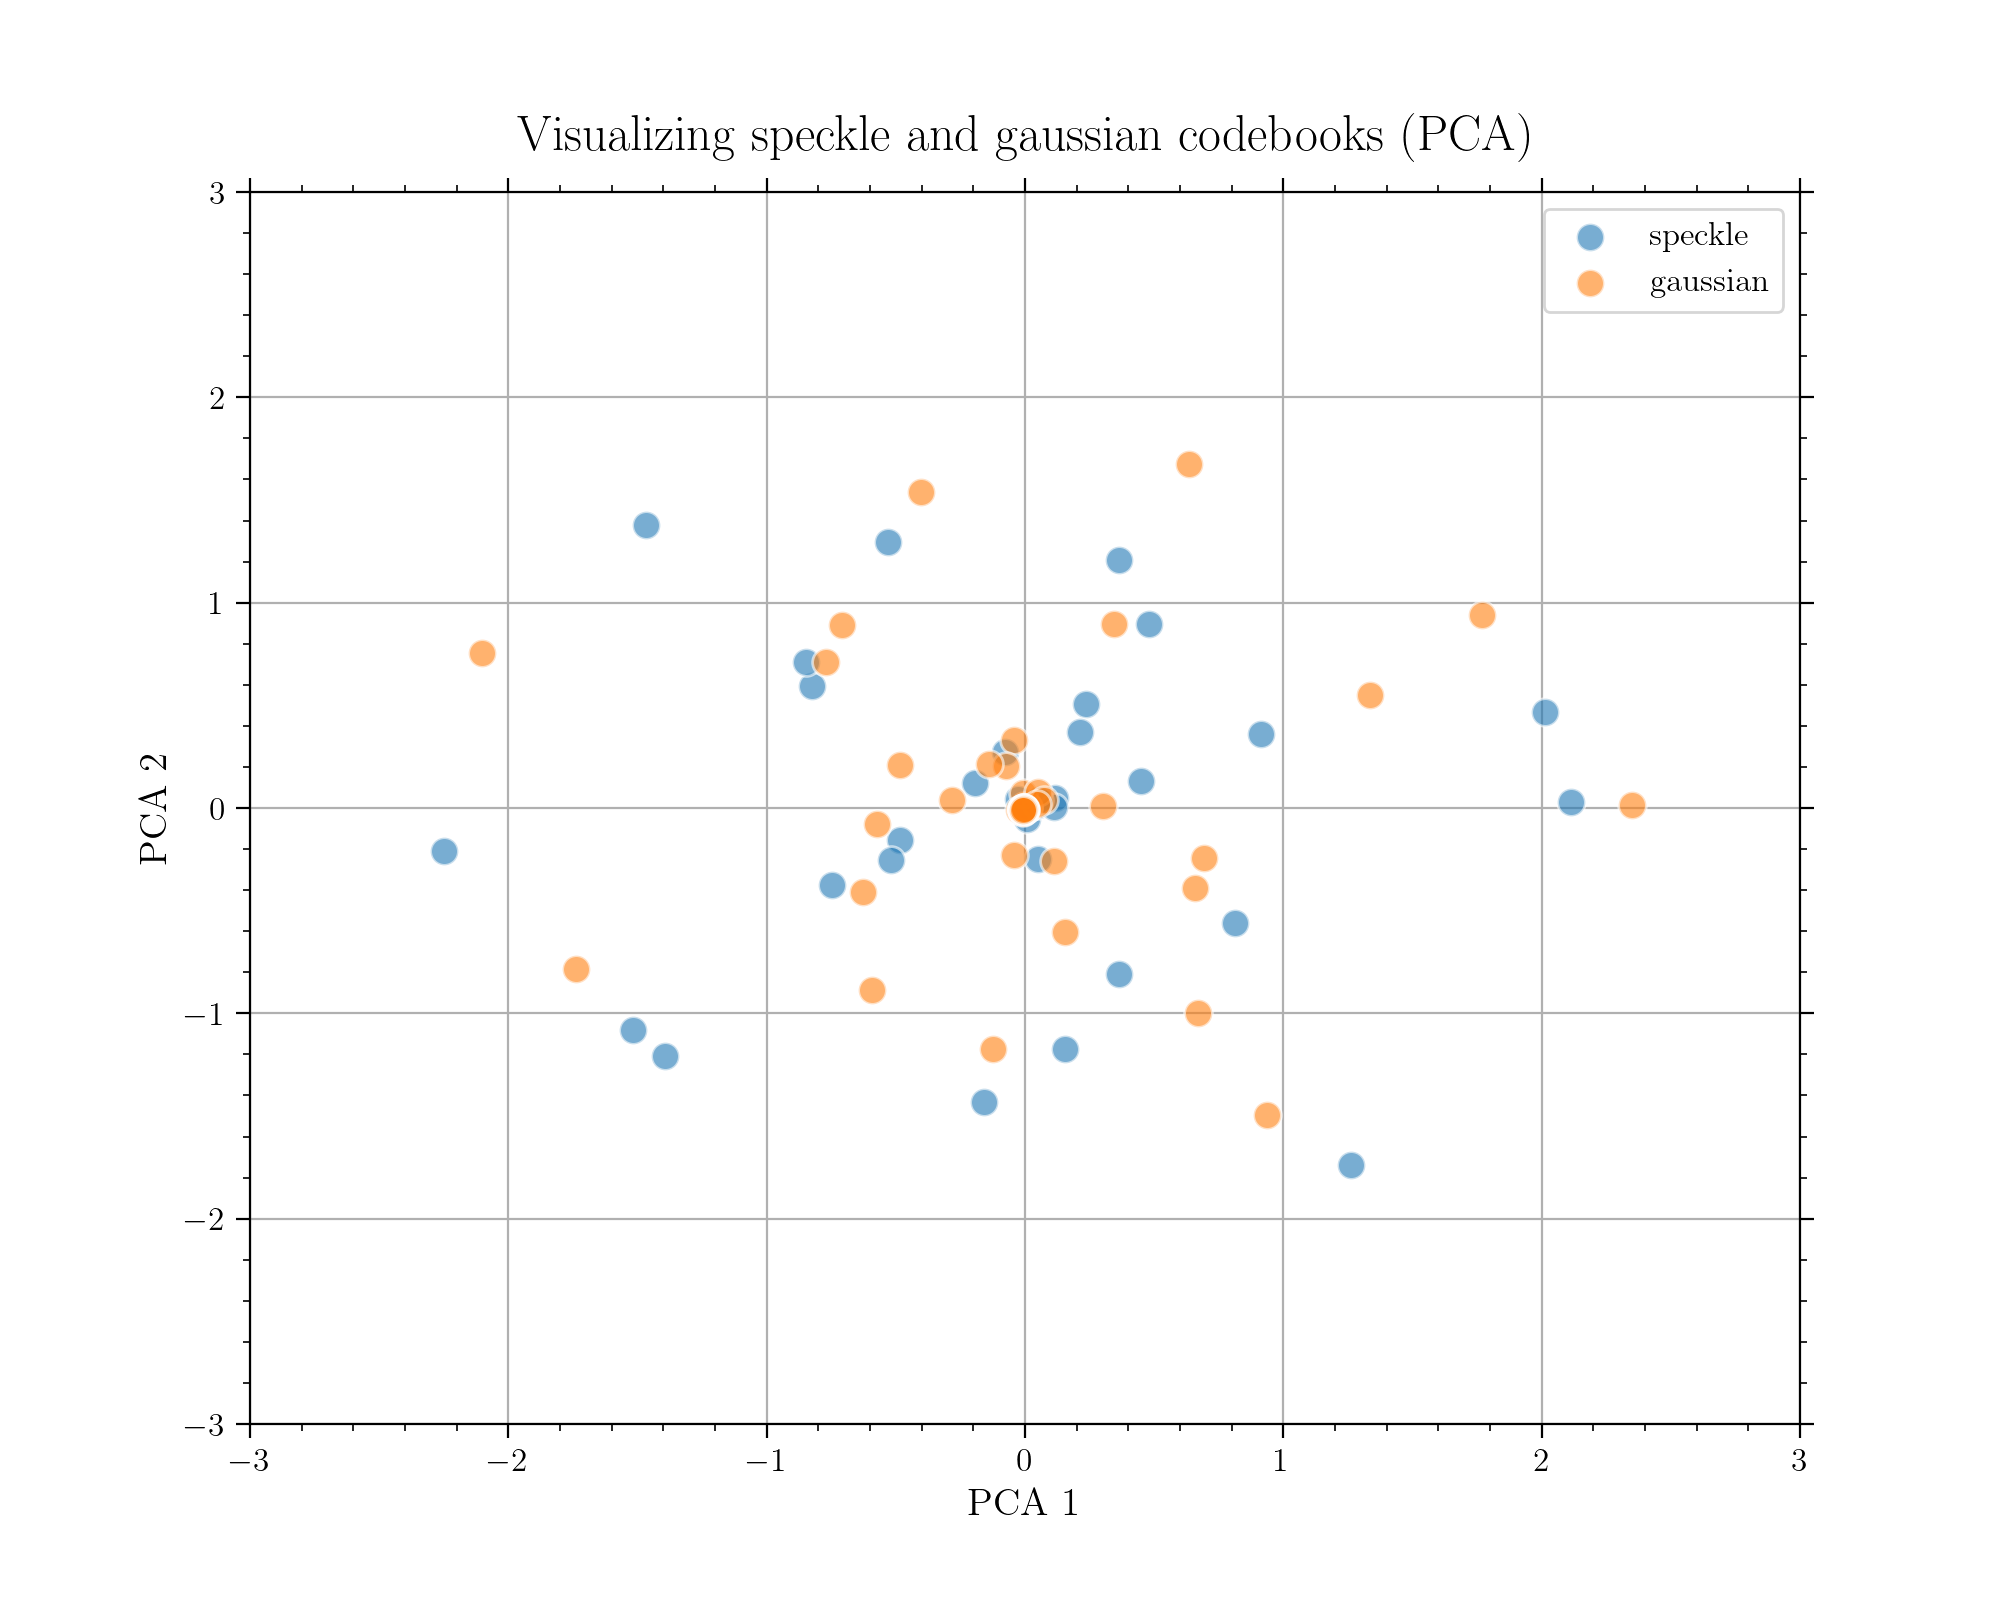 Visualizing speckle and gaussian codebooks (PCA)
speckle
gaussian
3
2
1
0
−1
−2
−3
PCA 2
−3
−2
−1
0
1
2
3
PCA 1